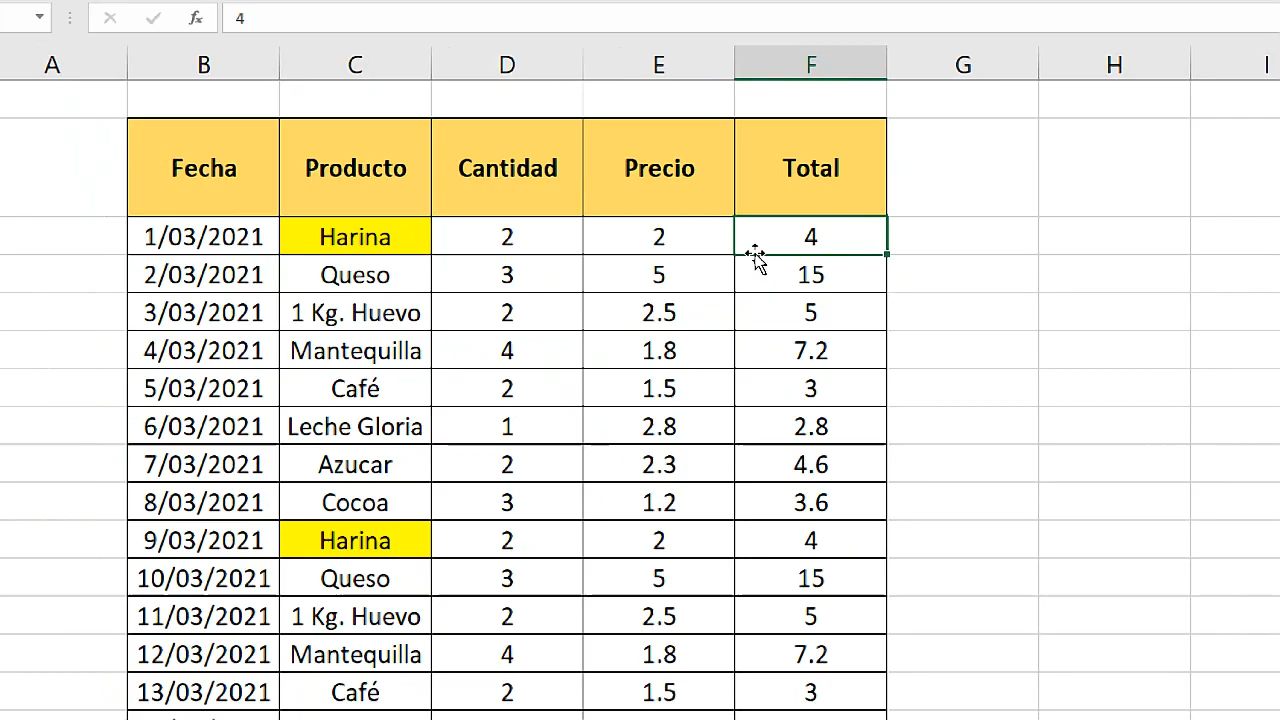 fx 4
A B C D E F G H I
Fecha Producto Cantidad Precio Total
1/03/2021 Harina 2 2 4
2/03/2021 Queso 3 5 15
3/03/2021 1 Kg. Huevo 2 2.5 5
4/03/2021 Mantequilla 4 1.8 7.2
5/03/2021 Café 2 1.5 3
6/03/2021 Leche Gloria 1 2.8 2.8
7/03/2021 Azucar 2 2.3 4.6
8/03/2021 Cocoa 3 1.2 3.6
9/03/2021 Harina 2 2 4
10/03/2021 Queso 3 5 15
11/03/2021 1 Kg. Huevo 2 2.5 5
12/03/2021 Mantequilla 4 1.8 7.2
13/03/2021 Café 2 1.5 3